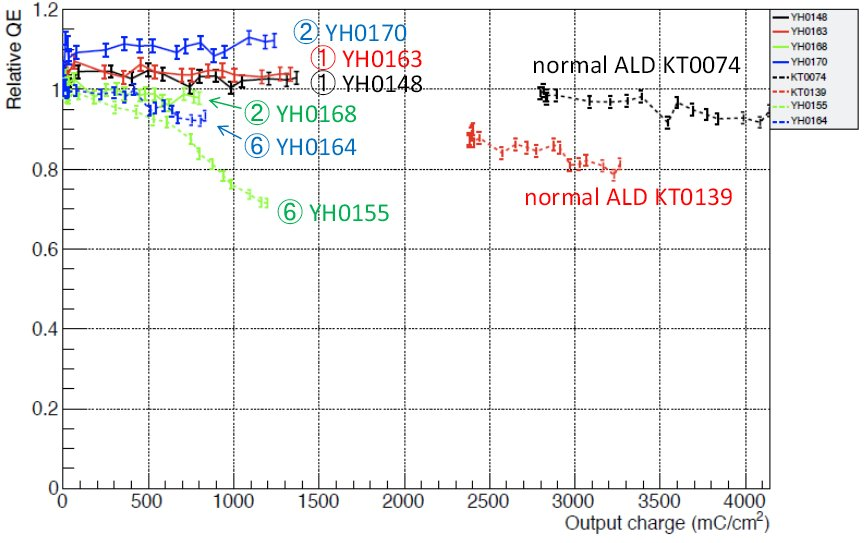 Relative QE
1.2
1
0.8
0.6
0.4
0.2
0
② YH0170
① YH0163
① YH0148
② YH0168
⑥ YH0164
⑥ YH0155
normal ALD KT0074
normal ALD KT0139
YH0148
YH0163
YH0168
YH0170
KT0074
KT0139
YH0155
YH0164
0 500 1000 1500 2000 2500 3000 3500 4000
Output charge (mC/cm²)